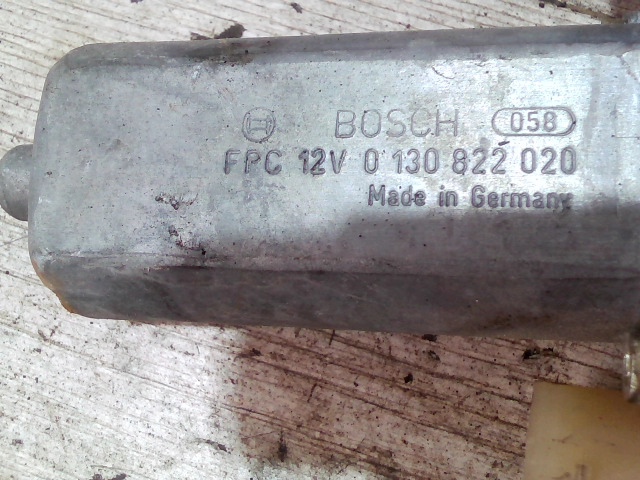 BOSCH 058
FPC 12V 0 130 822 020
Made in Germany